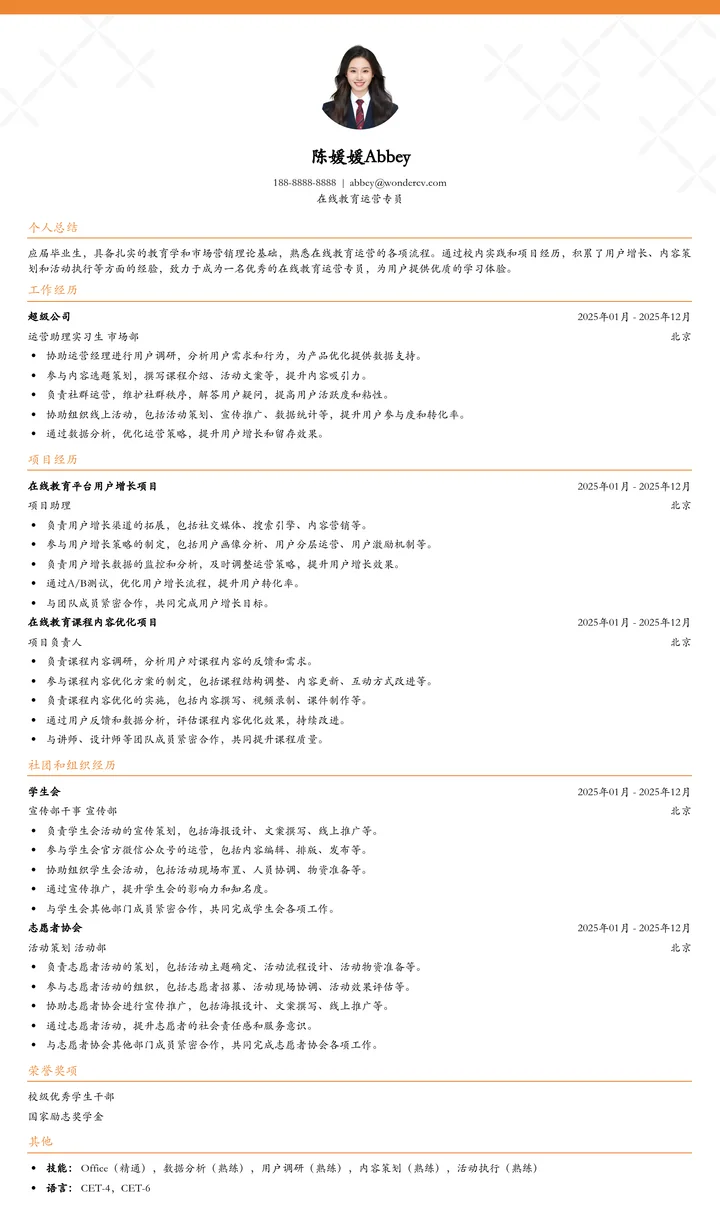 陈媛媛Abbey
188-8888-8888 | abbey@wondercv.com
在线教育运营专员
个人总结
应届毕业生，具备扎实的教育学和市场营销理论基础，熟悉在线教育运营的各项流程。通过校内实践和项目经历，积累了用户增长、内容策
划和活动执行等方面的经验，致力于成为一名优秀的在线教育运营专员，为用户提供优质的学习体验。
工作经历
超级公司 2025年01月 - 2025年12月
运营助理实习生 市场部 北京
• 协助运营经理进行用户调研，分析用户需求和行为，为产品优化提供数据支持。
• 参与内容选题策划，撰写课程介绍、活动文案等，提升内容吸引力。
• 负责社群运营，维护社群秩序，解答用户疑问，提高用户活跃度和粘性。
• 协助组织线上活动，包括活动策划、宣传推广、数据统计等，提升用户参与度和转化率。
• 通过数据分析，优化运营策略，提升用户增长和留存效果。
项目经历
在线教育平台用户增长项目 2025年01月 - 2025年12月
项目助理 北京
• 负责用户增长渠道的拓展，包括社交媒体、搜索引擎、内容营销等。
• 参与用户增长策略的制定，包括用户画像分析、用户分层运营、用户激励机制等。
• 负责用户增长数据的监控和分析，及时调整运营策略，提升用户增长效果。
• 通过A/B测试，优化用户增长流程，提升用户转化率。
• 与团队成员紧密合作，共同完成用户增长目标。
在线教育课程内容优化项目 2025年01月 - 2025年12月
项目负责人 北京
• 负责课程内容调研，分析用户对课程内容的反馈和需求。
• 参与课程内容优化方案的制定，包括课程结构调整、内容更新、互动方式改进等。
• 负责课程内容优化的实施，包括内容撰写、视频录制、课件制作等。
• 通过用户反馈和数据分析，评估课程内容优化效果，持续改进。
• 与讲师、设计师等团队成员紧密合作，共同提升课程质量。
社团和组织经历
学生会 2025年01月 - 2025年12月
宣传部干事 宣传部 北京
• 负责学生会活动的宣传策划，包括海报设计、文案撰写、线上推广等。
• 参与学生会官方微信公众号的运营，包括内容编辑、排版、发布等。
• 协助组织学生会活动，包括活动现场布置、人员协调、物资准备等。
• 通过宣传推广，提升学生会的影响力和知名度。
• 与学生会其他部门成员紧密合作，共同完成学生会各项工作。
志愿者协会 2025年01月 - 2025年12月
活动策划 活动部 北京
• 负责志愿者活动的策划，包括活动主题确定、活动流程设计、活动物资准备等。
• 参与志愿者活动的组织，包括志愿者招募、活动现场协调、活动效果评估等。
• 协助志愿者协会进行宣传推广，包括海报设计、文案撰写、线上推广等。
• 通过志愿者活动，提升志愿者的社会责任感和服务意识。
• 与志愿者协会其他部门成员紧密合作，共同完成志愿者协会各项工作。
荣誉奖项
校级优秀学生干部
国家励志奖学金
其他
• 技能： Office（精通），数据分析（熟练），用户调研（熟练），内容策划（熟练），活动执行（熟练）
• 语言： CET-4，CET-6